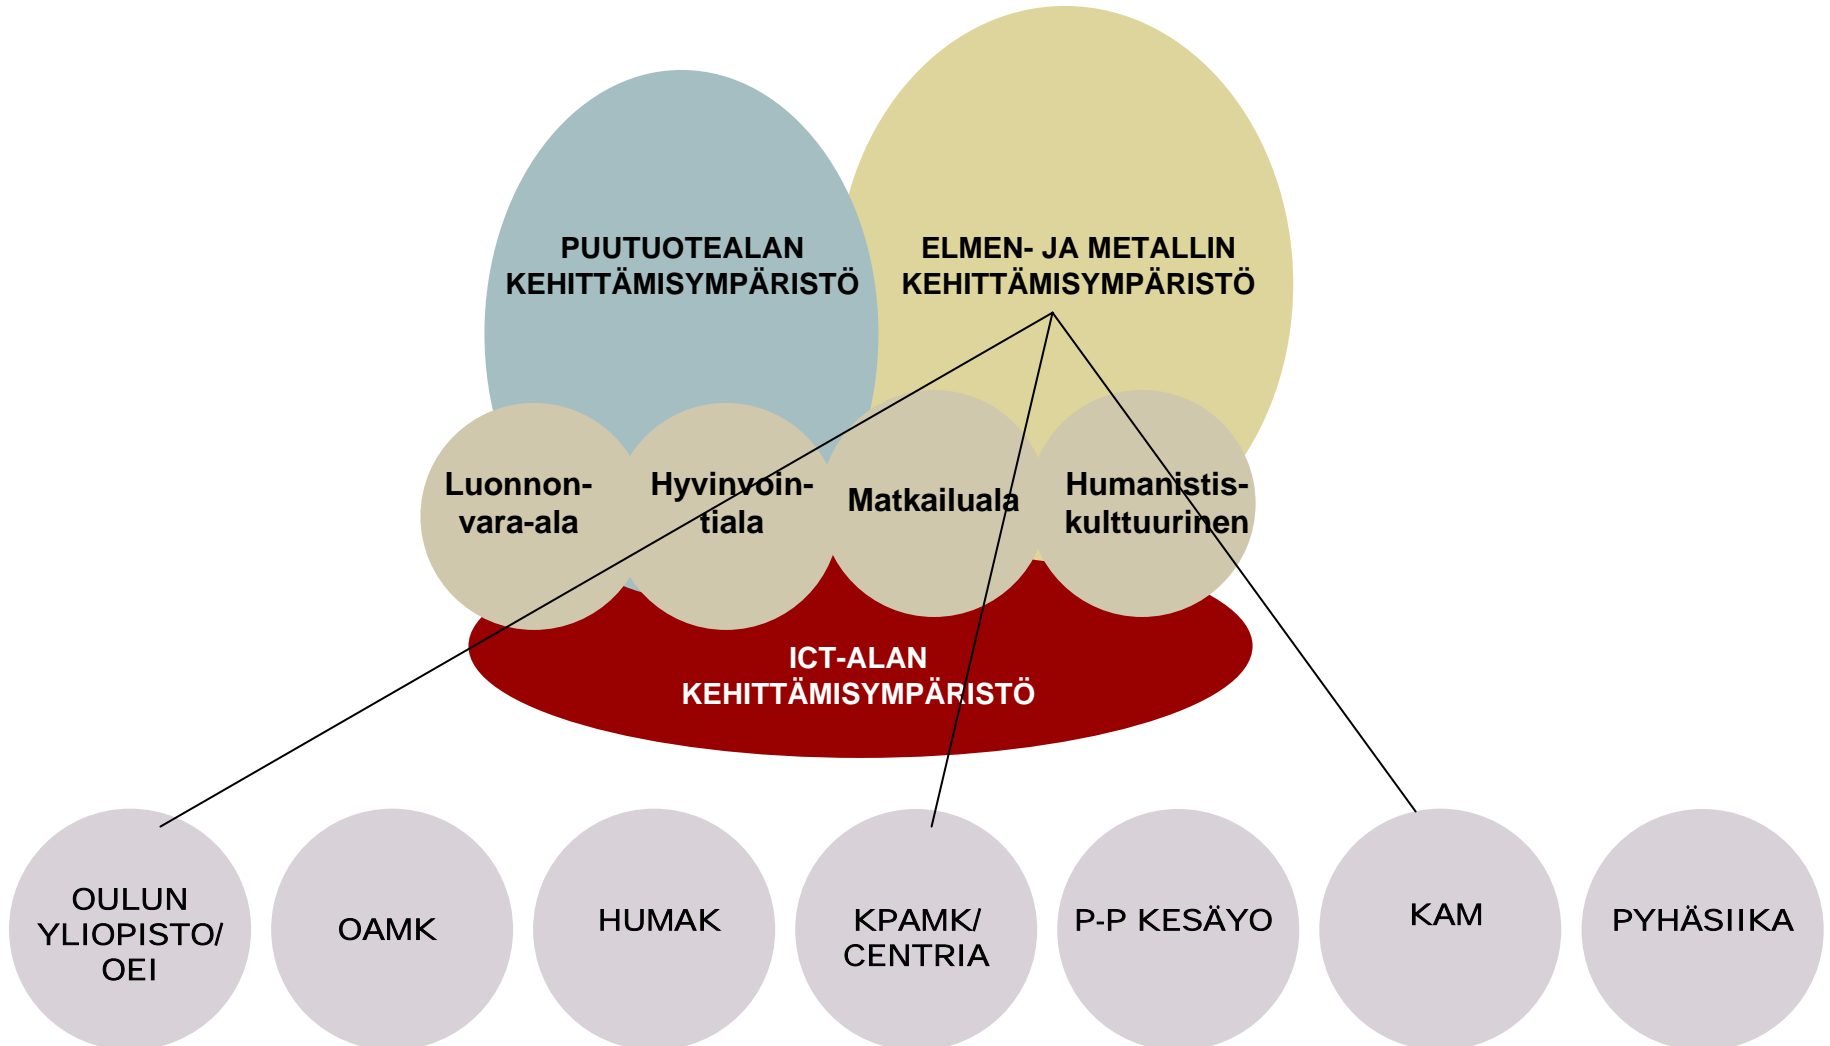 PUUTUOTEALAN
KEHITTÄMISYMPÄRISTÖ
ELMEN- JA METALLIN
KEHITTÄMISYMPÄRISTÖ
Luonnon-
vara-ala
Hyvinvoin-
tiala
Matkailuala
Humanistis-
kulttuurinen
ICT-ALAN
KEHITTÄMISYMPÄRISTÖ
OULUN
YLIOPISTO/
OEI
OAMK
HUMAK
KPAMK/
CENTRIA
P-P KESÄYO
KAM
PYHÄSIIKA